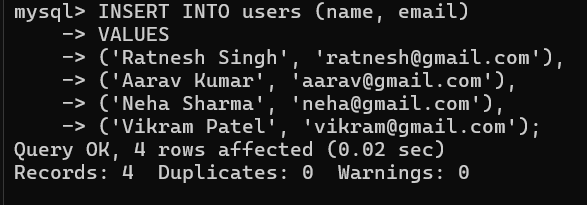 mysql> INSERT INTO users (name, email)
    -> VALUES
    -> ('Ratnesh Singh', 'ratnesh@gmail.com'),
    -> ('Aarav Kumar', 'aarav@gmail.com'),
    -> ('Neha Sharma', 'neha@gmail.com'),
    -> ('Vikram Patel', 'vikram@gmail.com');
Query OK, 4 rows affected (0.02 sec)
Records: 4  Duplicates: 0  Warnings: 0